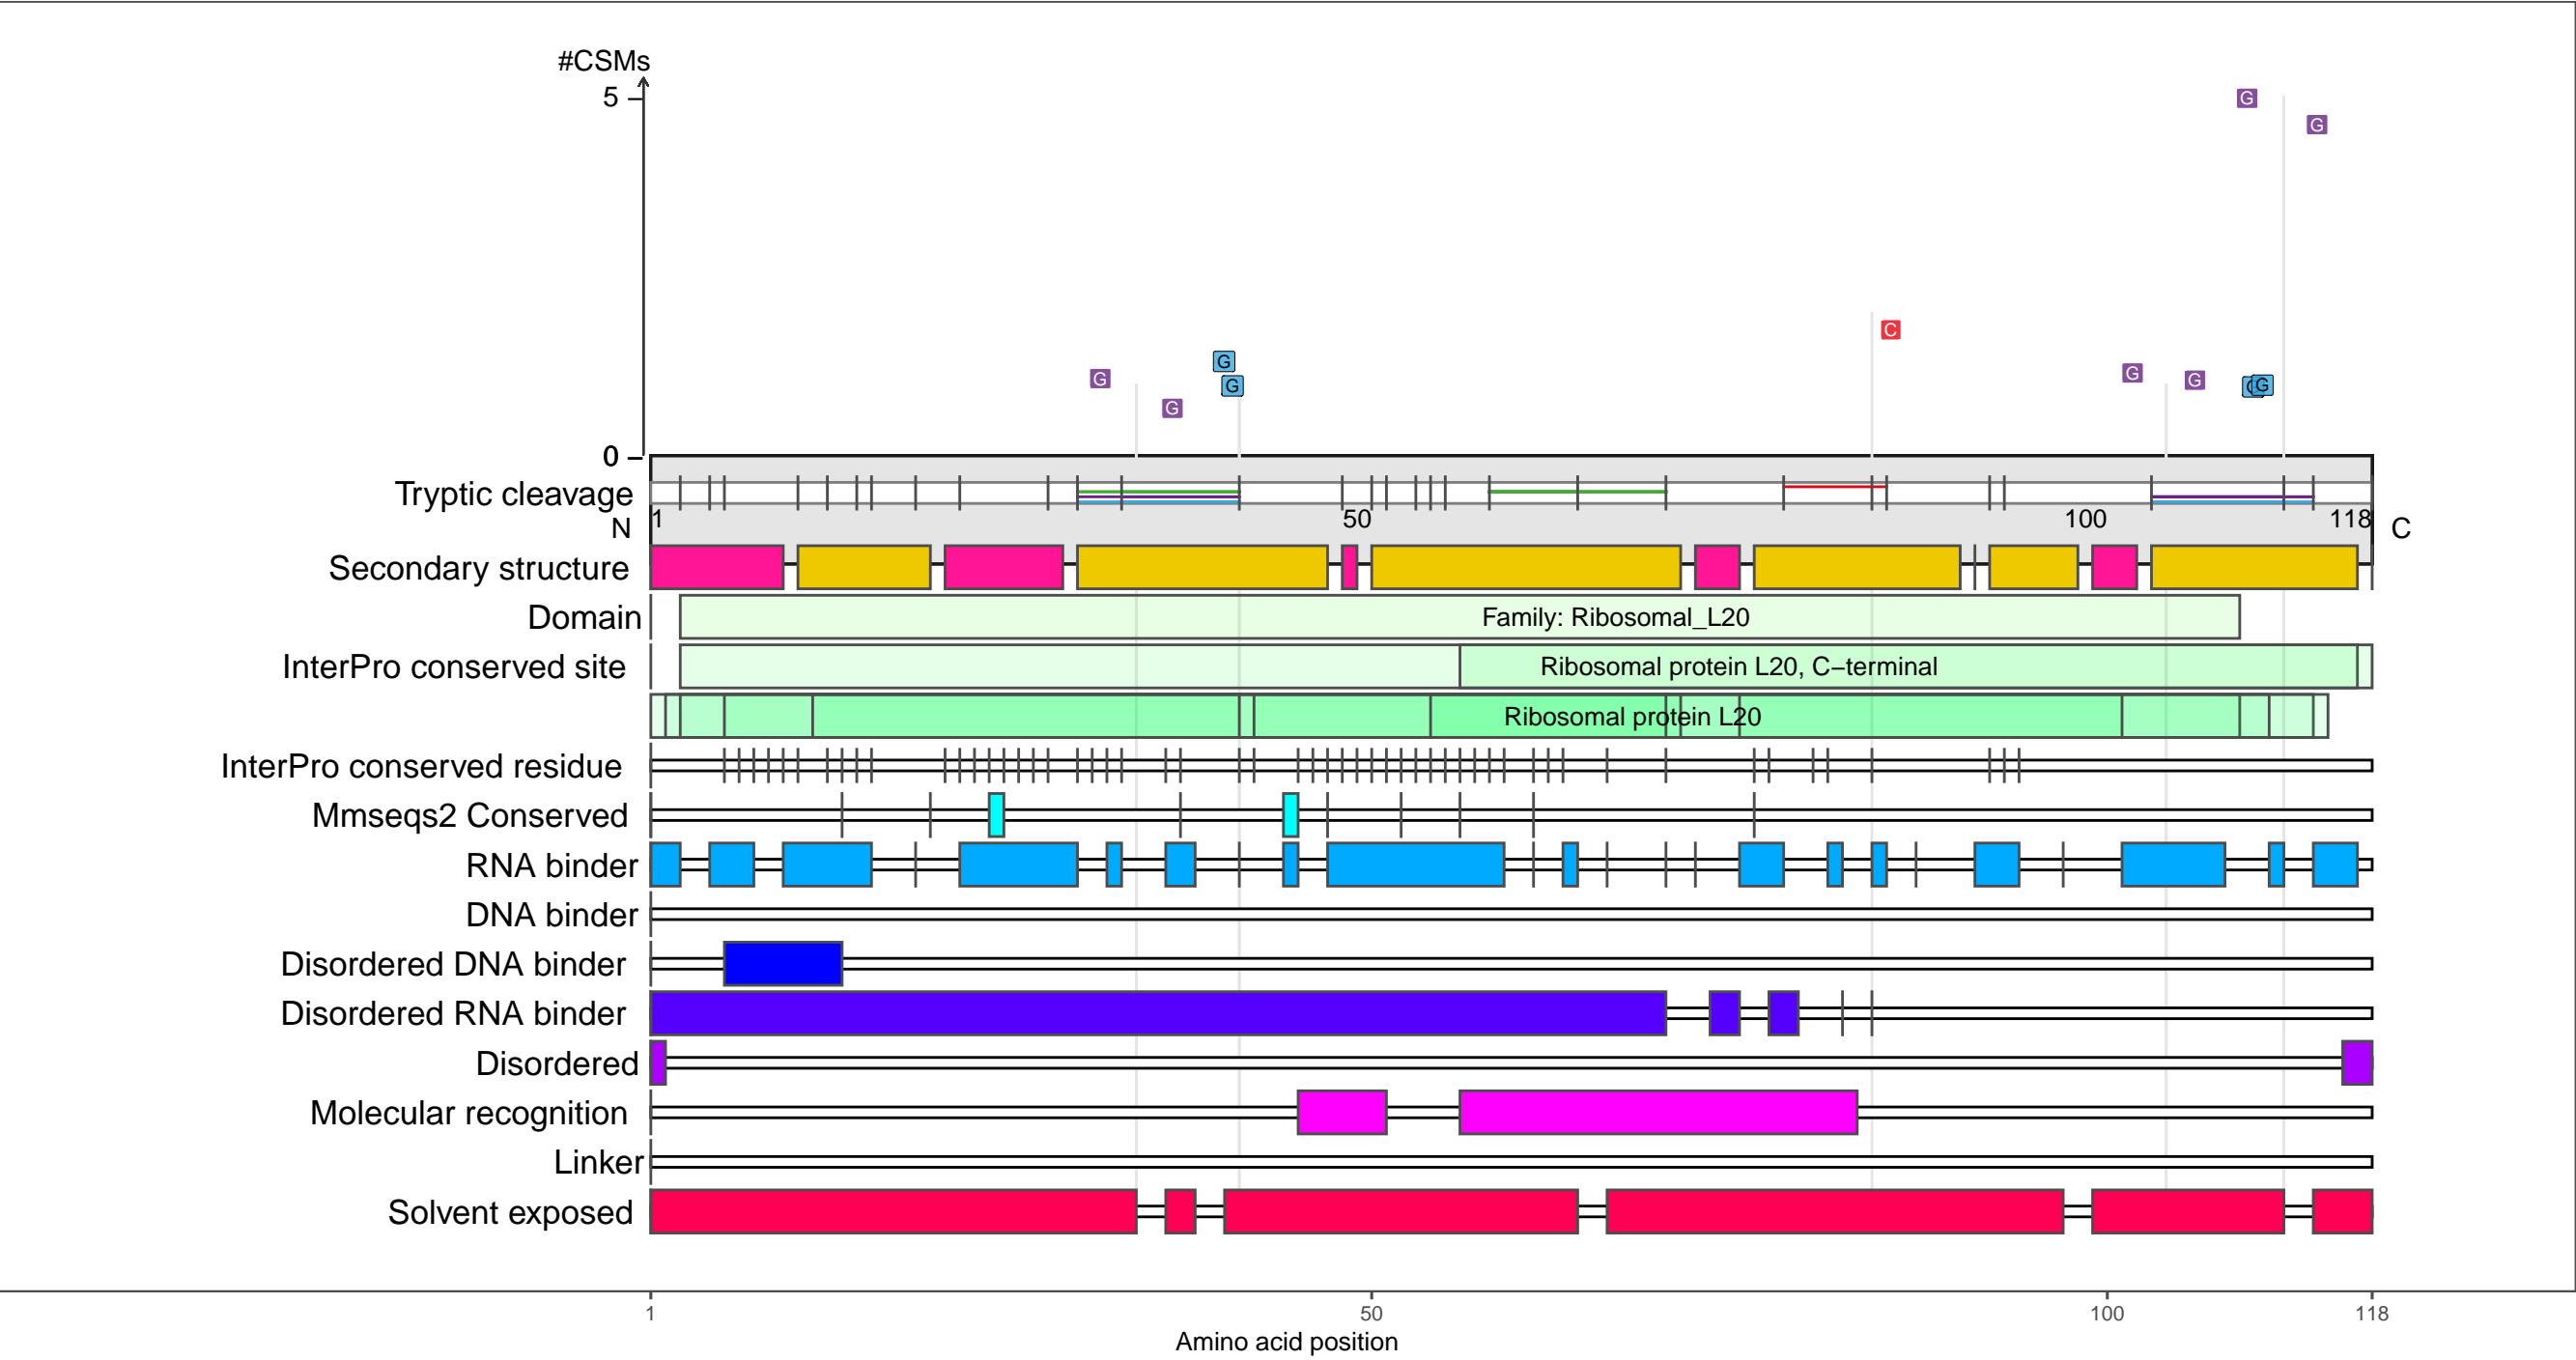 #CSMs
5
G
G
C
G
G
G
G
G
G
G
0
Tryptic cleavage
N
1
50
100
118
C
Secondary structure
Domain
Family: Ribosomal_L20
InterPro conserved site
Ribosomal protein L20, C−terminal
Ribosomal protein L20
InterPro conserved residue
Mmseqs2 Conserved
RNA binder
DNA binder
Disordered DNA binder
Disordered RNA binder
Disordered
Molecular recognition
Linker
Solvent exposed
1
50
100
118
Amino acid position